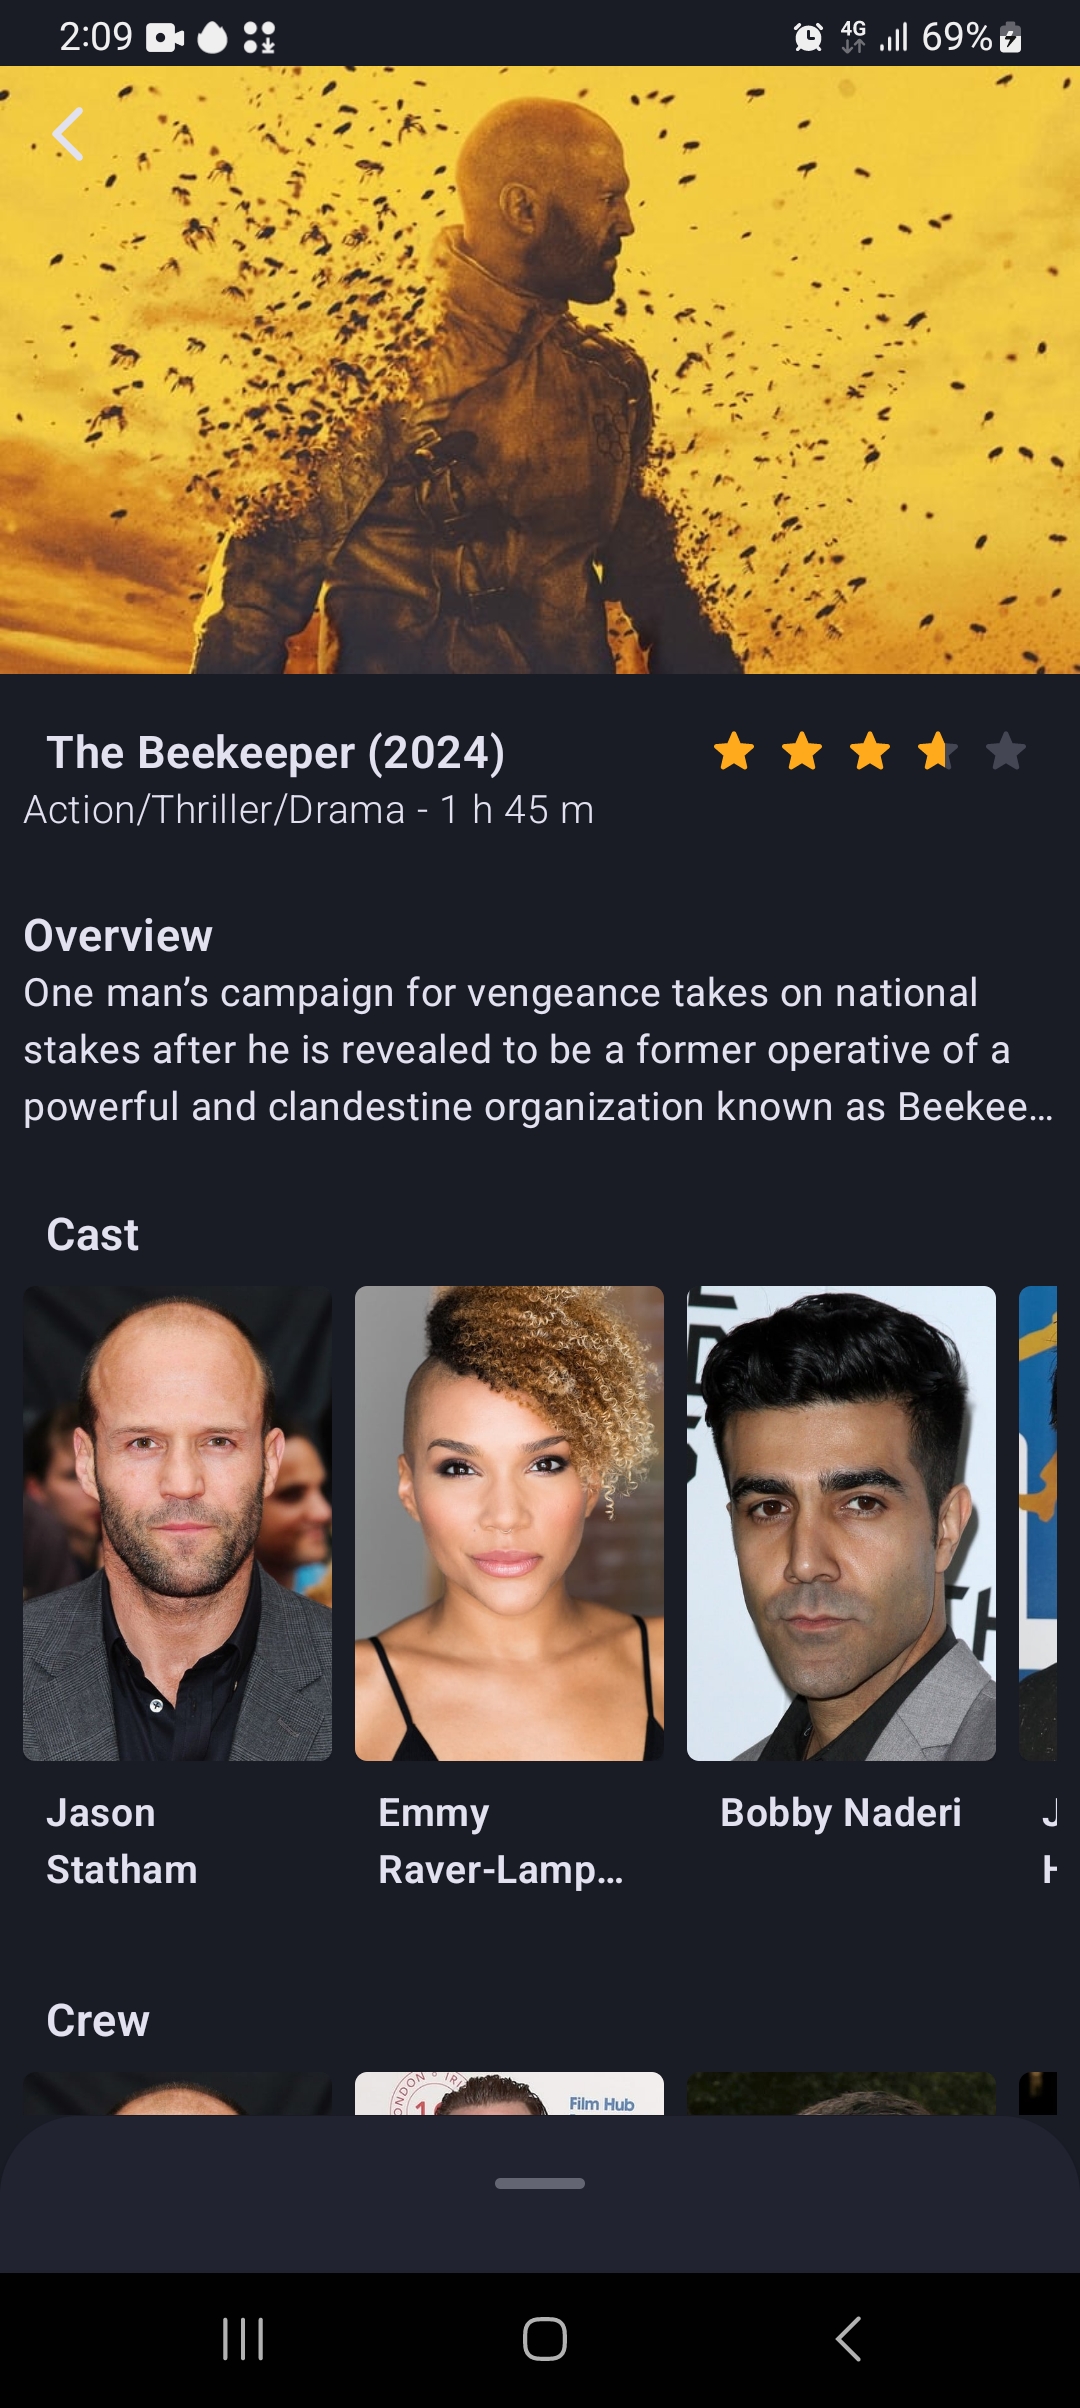 2:09
4G
69%
The Beekeeper (2024)
Action/Thriller/Drama - 1 h 45 m
Overview
One man’s campaign for vengeance takes on national
stakes after he is revealed to be a former operative of a
powerful and clandestine organization known as Beekee…
Cast
Jason
Statham
Emmy
Raver-Lamp…
Bobby Naderi
J
H
Crew
Film Hub